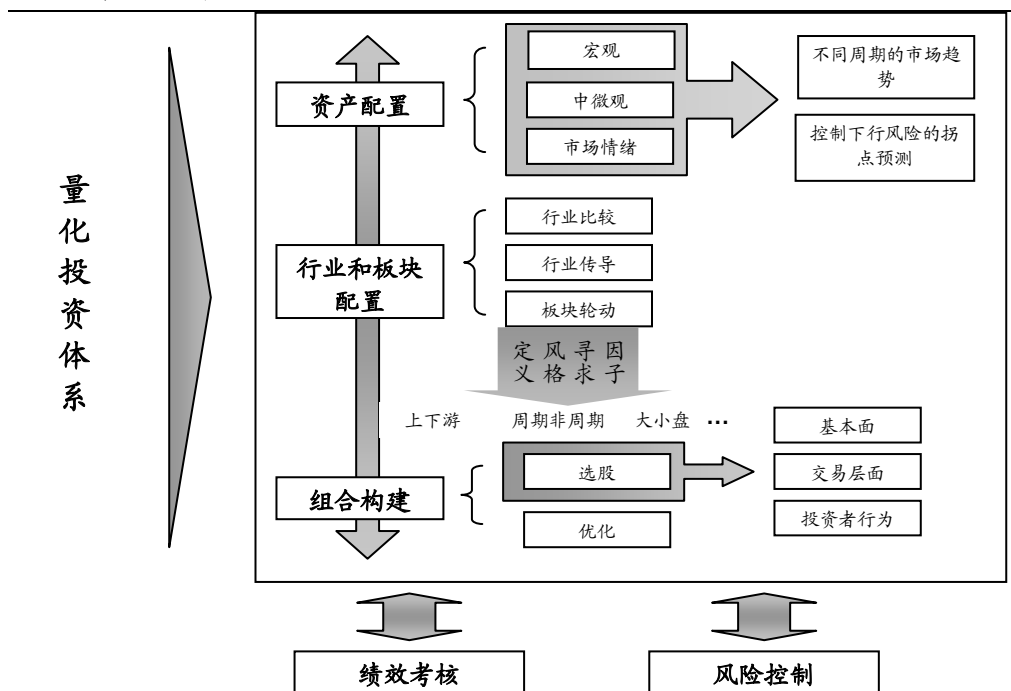 量化投资体系
资产配置
宏观
中微观
市场情绪
不同周期的市场趋
势
控制下行风险的拐
点预测
行业和板块
配置
行业比较
行业传导
板块轮动
定 风 寻 因
义 格 求 子
上下游 周期非周期 大小盘 …
组合构建
选股
优化
基本面
交易层面
投资者行为
绩效考核
风险控制